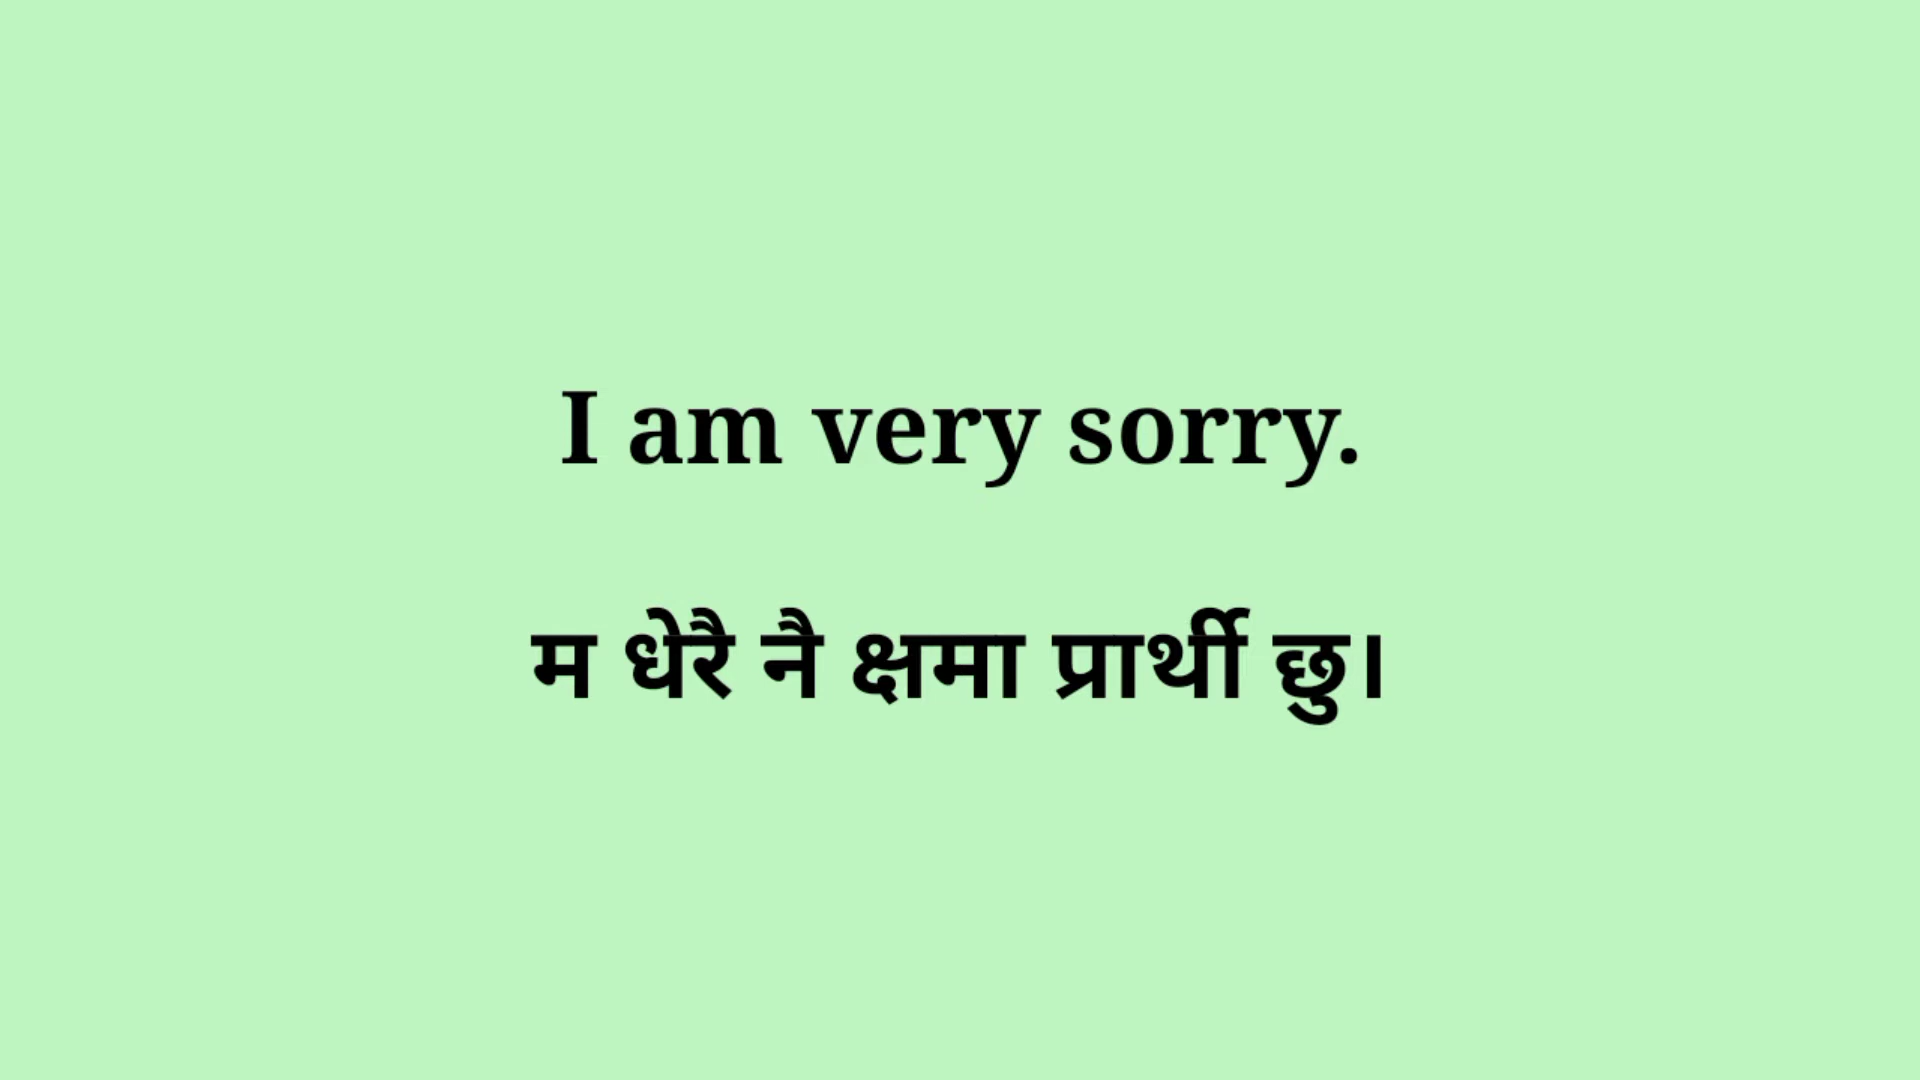 I am very sorry.
म धेरै नै क्षमा प्रार्थी छु।